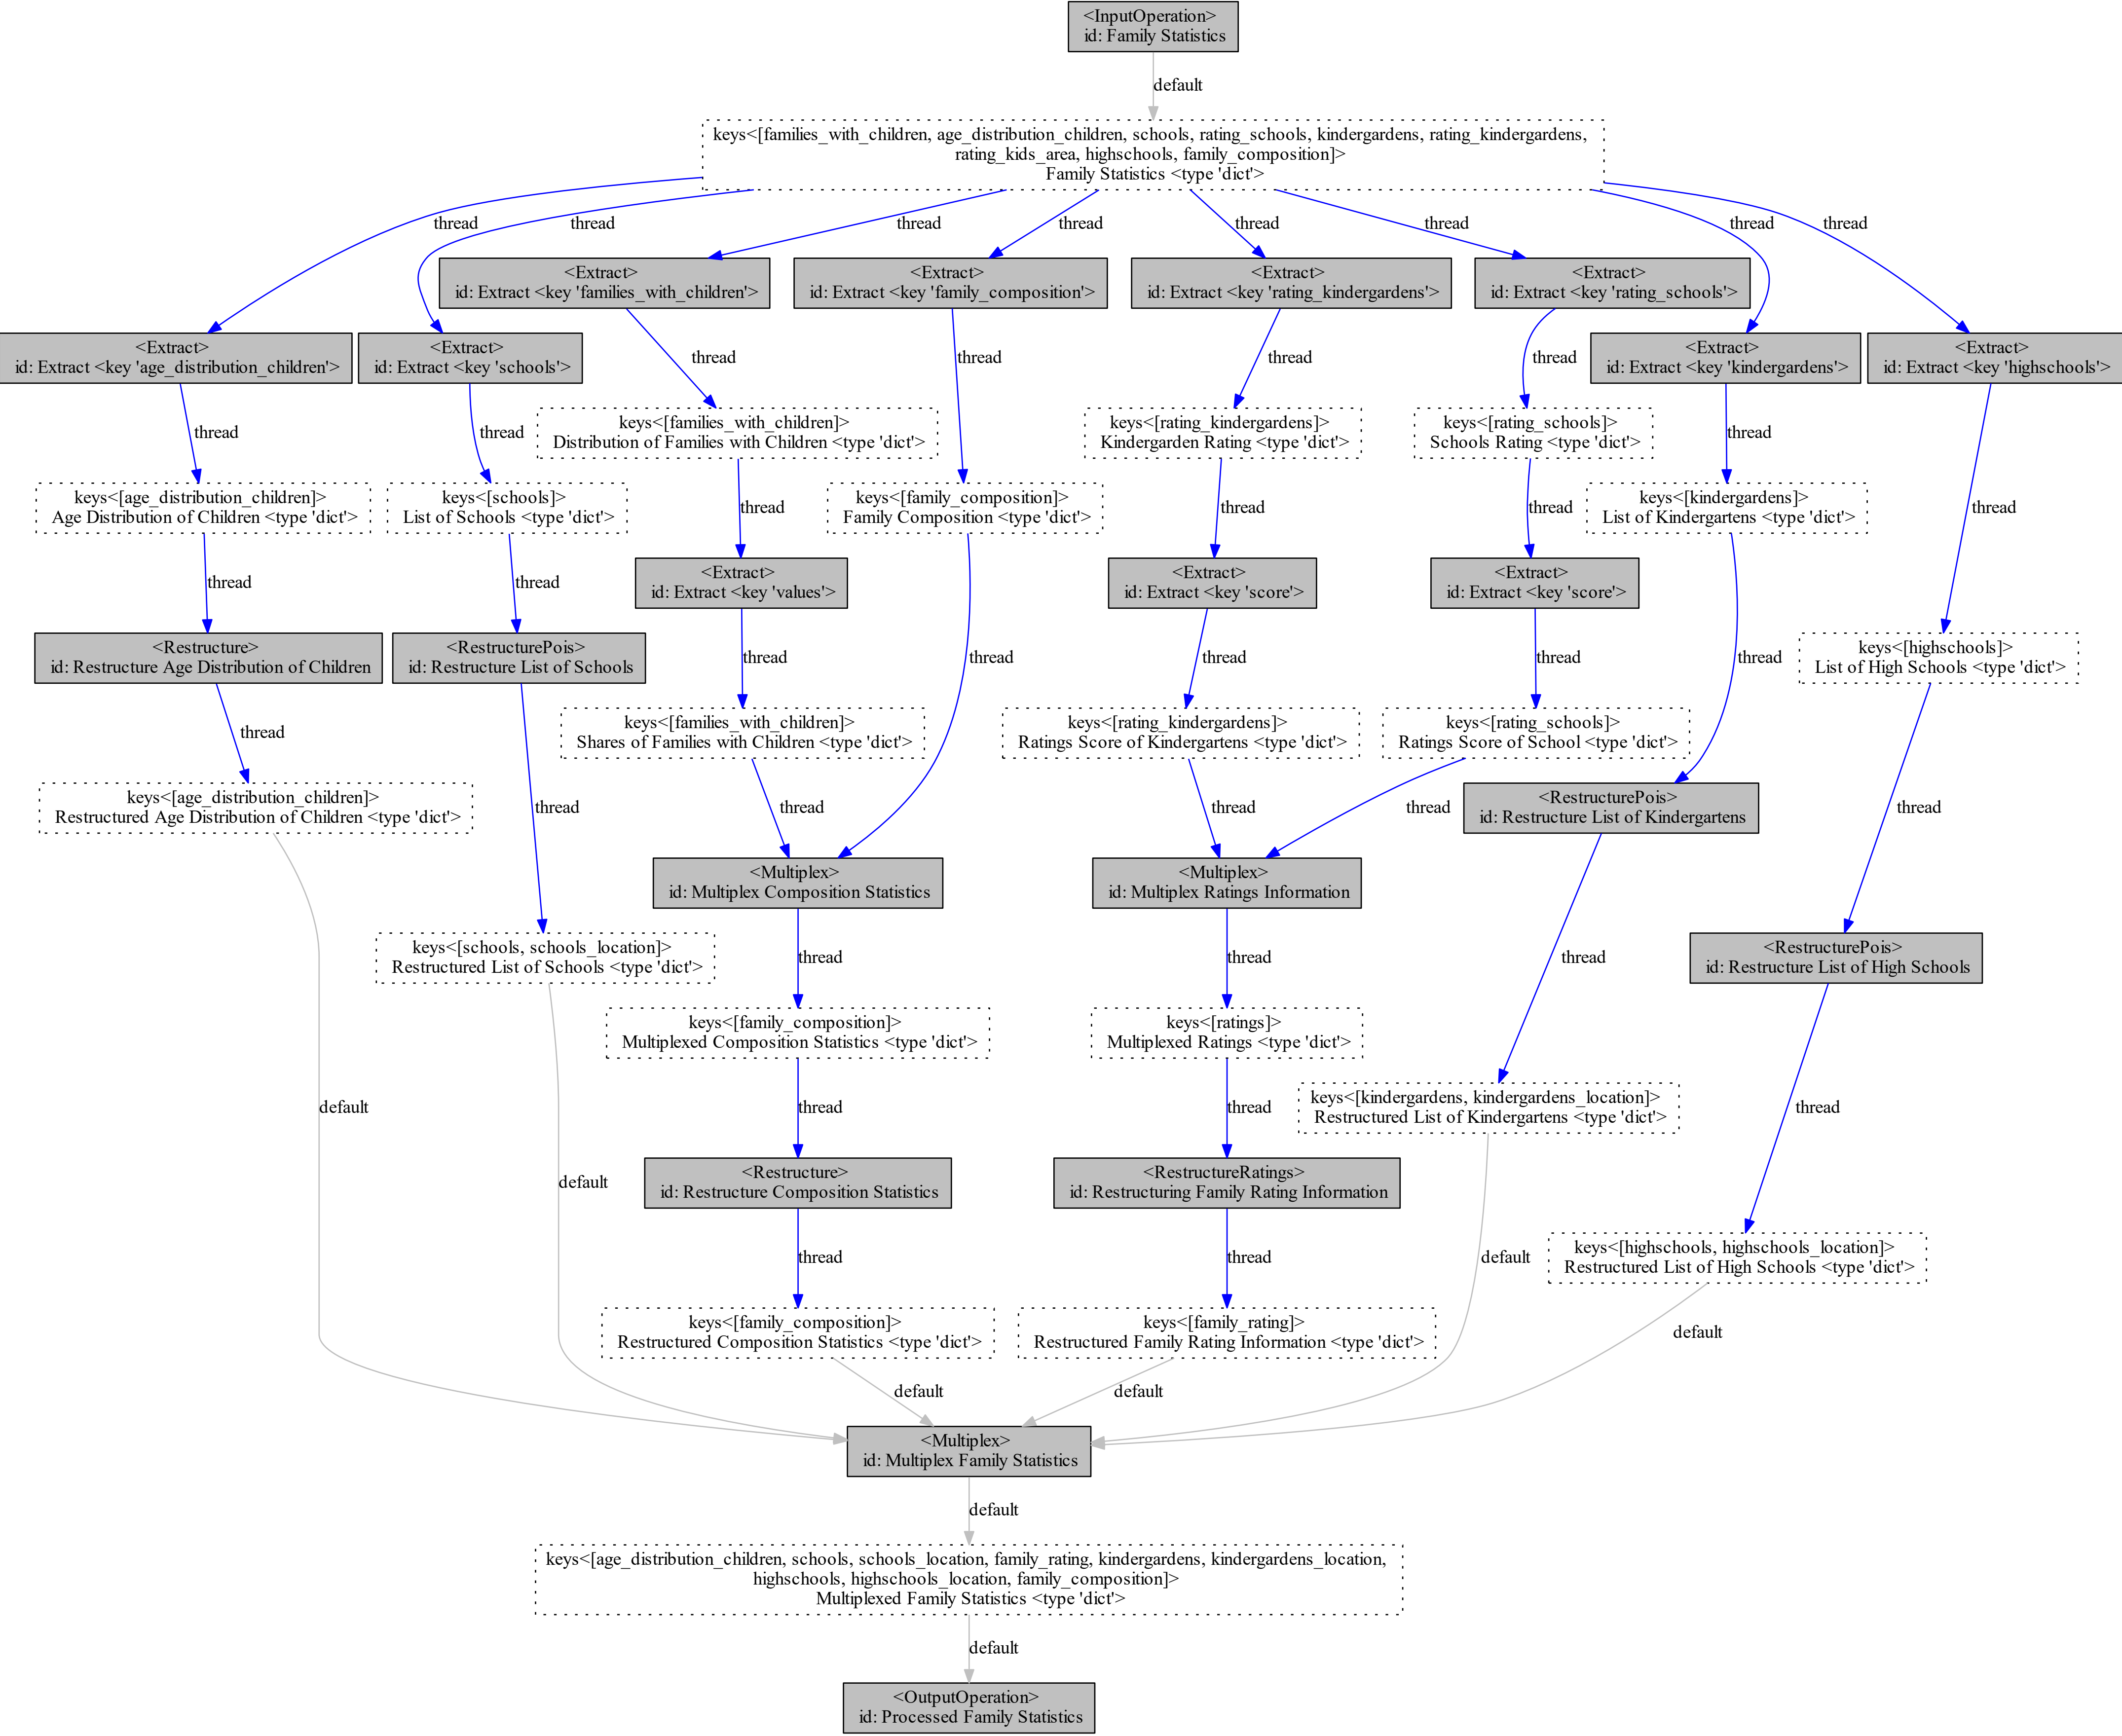 <InputOperation>
id: Family Statistics
default
keys<[families_with_children, age_distribution_children, schools, rating_schools, kindergardens, rating_kindergardens,
rating_kids_area, highschools, family_composition]>
Family Statistics <type 'dict'>
thread
thread
thread
thread
thread
thread
thread
thread
<Extract>
id: Extract <key 'families_with_children'>
<Extract>
id: Extract <key 'family_composition'>
<Extract>
id: Extract <key 'rating_kindergardens'>
<Extract>
id: Extract <key 'rating_schools'>
<Extract>
id: Extract <key 'age_distribution_children'>
<Extract>
id: Extract <key 'schools'>
<Extract>
id: Extract <key 'kindergardens'>
<Extract>
id: Extract <key 'highschools'>
thread
thread
thread
thread
thread
thread
thread
thread
keys<[families_with_children]>
Distribution of Families with Children <type 'dict'>
keys<[rating_kindergardens]>
Kindergarden Rating <type 'dict'>
keys<[rating_schools]>
Schools Rating <type 'dict'>
keys<[age_distribution_children]>
Age Distribution of Children <type 'dict'>
keys<[schools]>
List of Schools <type 'dict'>
keys<[family_composition]>
Family Composition <type 'dict'>
keys<[kindergardens]>
List of Kindergartens <type 'dict'>
thread
thread
thread
thread
thread
<Extract>
id: Extract <key 'values'>
<Extract>
id: Extract <key 'score'>
<Extract>
id: Extract <key 'score'>
<Restructure>
id: Restructure Age Distribution of Children
<RestructurePois>
id: Restructure List of Schools
thread
thread
thread
thread
thread
keys<[highschools]>
List of High Schools <type 'dict'>
thread
keys<[families_with_children]>
Shares of Families with Children <type 'dict'>
keys<[rating_kindergardens]>
Ratings Score of Kindergartens <type 'dict'>
keys<[rating_schools]>
Ratings Score of School <type 'dict'>
keys<[age_distribution_children]>
Restructured Age Distribution of Children <type 'dict'>
thread
thread
thread
thread
<RestructurePois>
id: Restructure List of Kindergartens
thread
<Multiplex>
id: Multiplex Composition Statistics
<Multiplex>
id: Multiplex Ratings Information
keys<[schools, schools_location]>
Restructured List of Schools <type 'dict'>
thread
thread
thread
<RestructurePois>
id: Restructure List of High Schools
keys<[family_composition]>
Multiplexed Composition Statistics <type 'dict'>
keys<[ratings]>
Multiplexed Ratings <type 'dict'>
default
thread
thread
keys<[kindergardens, kindergardens_location]>
Restructured List of Kindergartens <type 'dict'>
thread
default
<Restructure>
id: Restructure Composition Statistics
<RestructureRatings>
id: Restructuring Family Rating Information
thread
thread
default
keys<[highschools, highschools_location]>
Restructured List of High Schools <type 'dict'>
keys<[family_composition]>
Restructured Composition Statistics <type 'dict'>
keys<[family_rating]>
Restructured Family Rating Information <type 'dict'>
default
default
default
<Multiplex>
id: Multiplex Family Statistics
default
keys<[age_distribution_children, schools, schools_location, family_rating, kindergardens, kindergardens_location,
highschools, highschools_location, family_composition]>
Multiplexed Family Statistics <type 'dict'>
default
<OutputOperation>
id: Processed Family Statistics